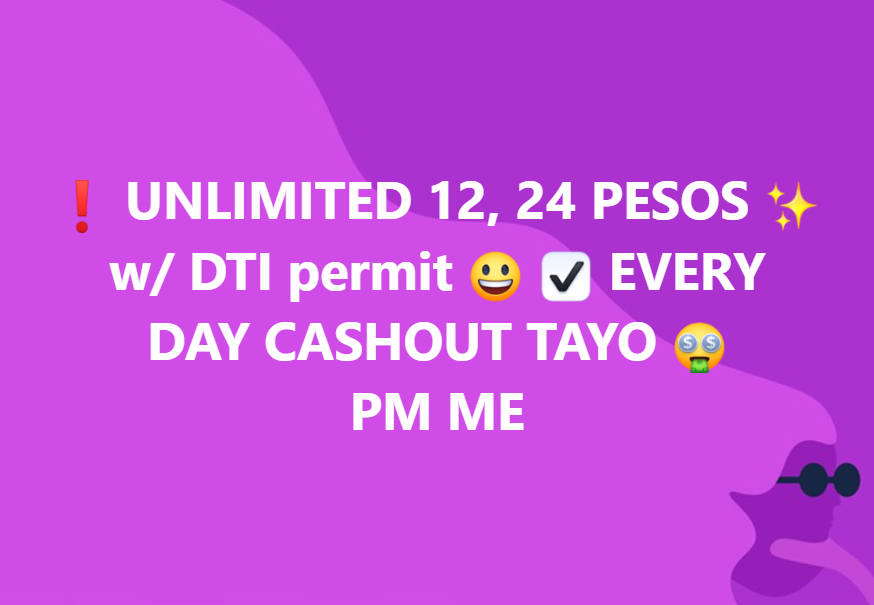 ❗ UNLIMITED 12, 24 PESOS ✨
w/ DTI permit 😃 ☑️ EVERY
DAY CASHOUT TAYO 🤑
PM ME